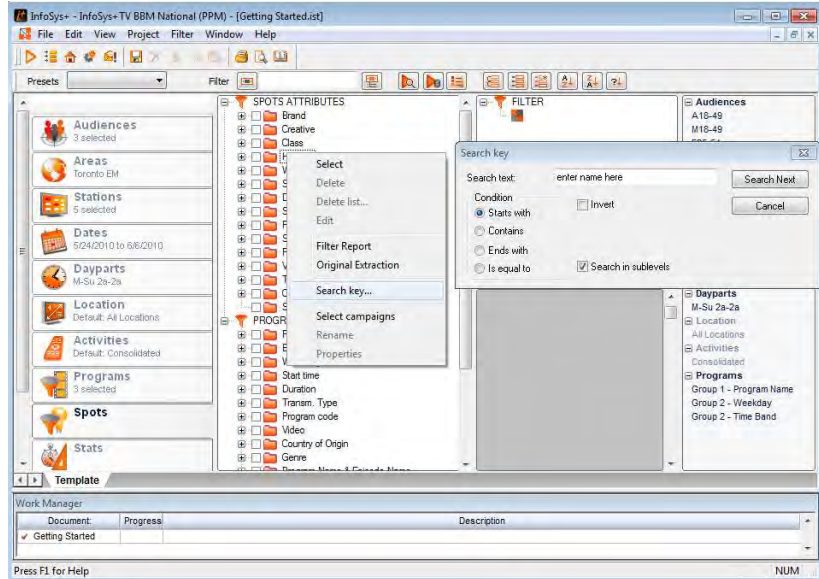 InfoSys+ - InfoSys+ TV BBM National (PPM) - [Getting Started.ist]
File Edit View Project Filter Window Help
Presets
Filter
Audiences
3 selected
Areas
Toronto EM
Stations
5 selected
Dates
5/24/2010 to 6/6/2010
Dayparts
M-Su 2a-2a
Location
Default: All Locations
Activities
Default: Consolidated
Programs
3 selected
Spots
Stats
SPOTS ATTRIBUTES
Brand
Creative
Class
PROGR
Start time
Duration
Transm. Type
Program code
Video
Country of Origin
Genre
Program Name & Episode Name
Select
Delete
Delete list...
Edit
Filter Report
Original Extraction
Search key...
Select campaigns
Rename
Properties
FILTER
Search key
Search text: enter name here
Search Next
Condition
Starts with
Invert
Cancel
Contains
Ends with
Is equal to
Search in sublevels
Audiences
A18-49
M18-49
Dayparts
M-Su 2a-2a
Location
All Locations
Activities
Consolidated
Programs
Group 1 - Program Name
Group 2 - Weekday
Group 2 - Time Band
Template
Work Manager
Document: Progress Description
Getting Started
Press F1 for Help
NUM